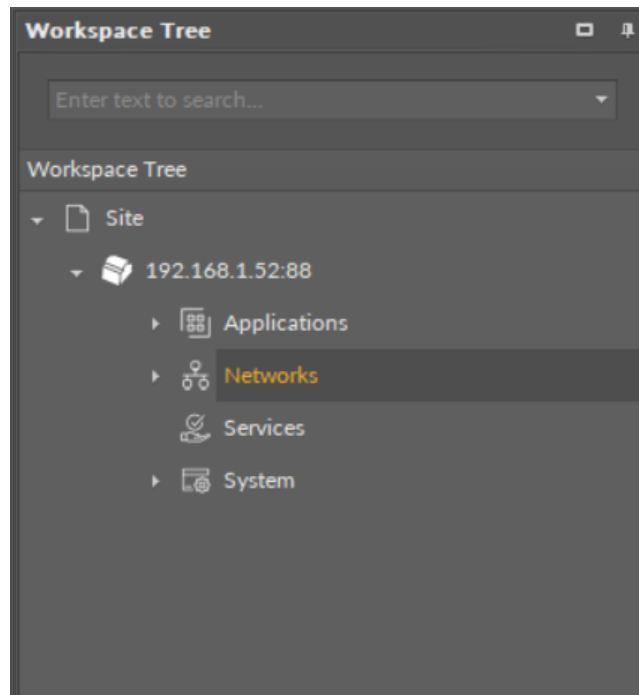 Workspace Tree
Enter text to search...
Workspace Tree
Site
192.168.1.52:88
Applications
Networks
Services
System